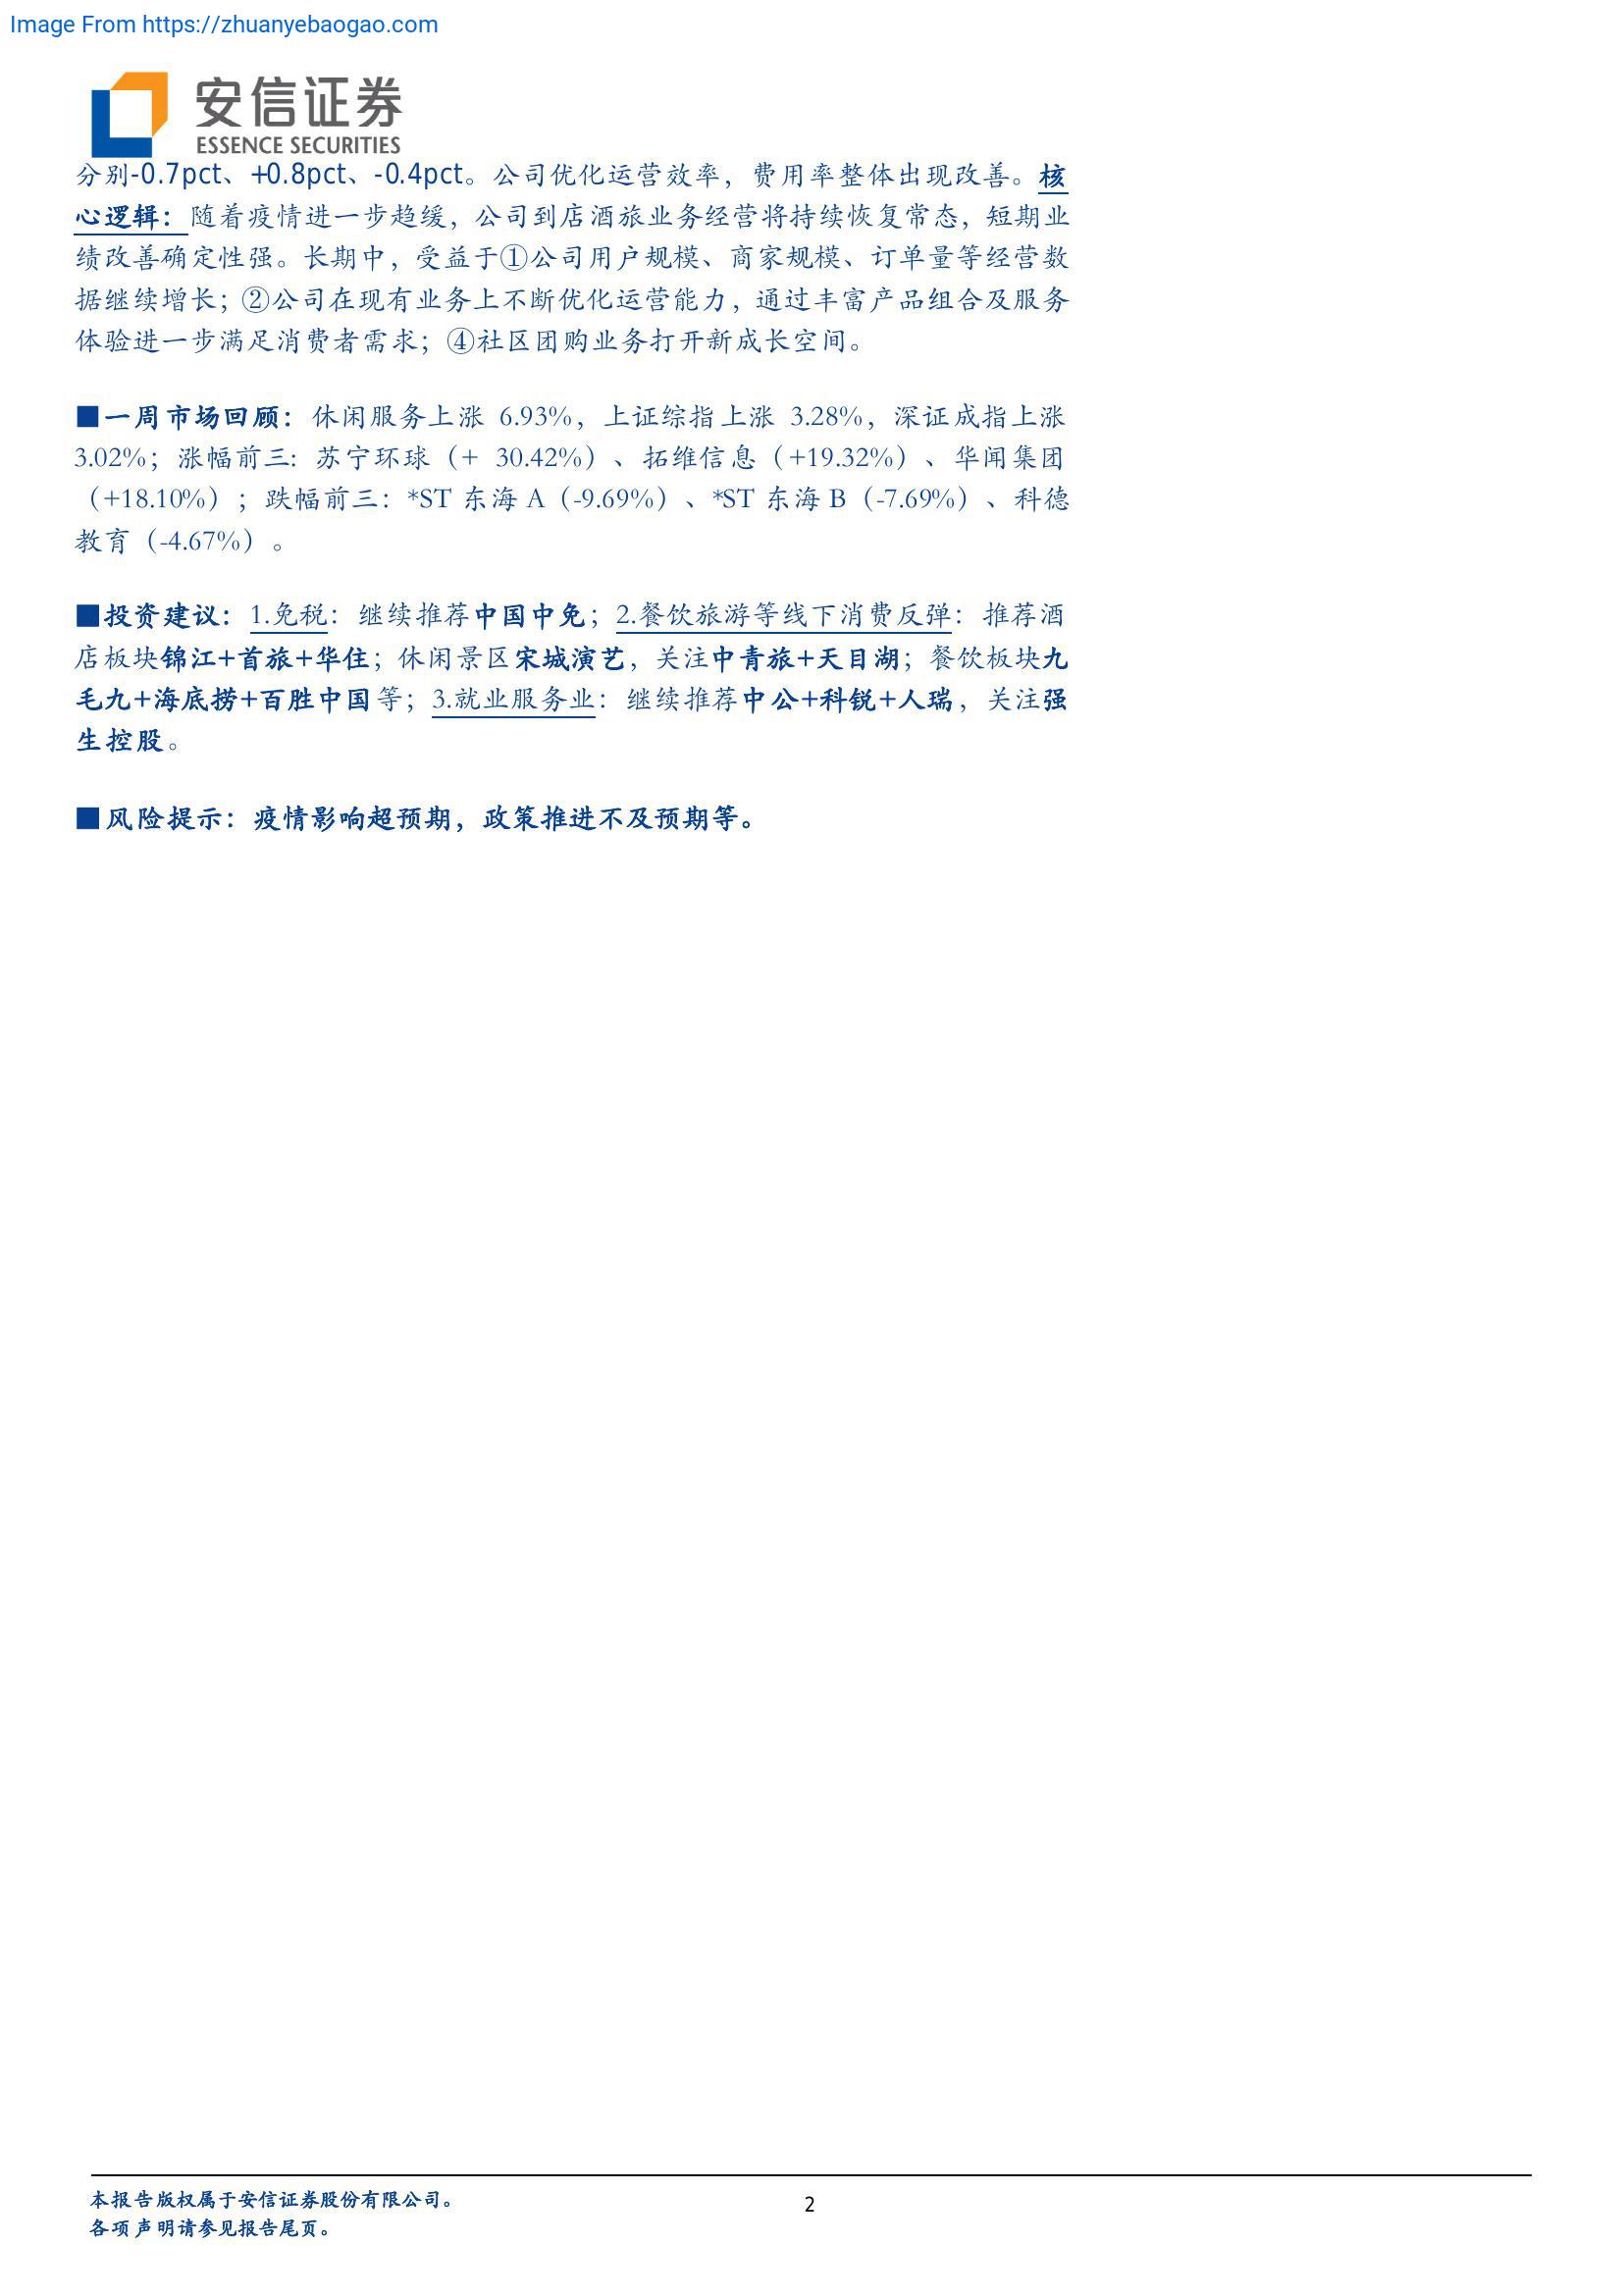 Image From https://zhuanyebaogao.com
安信证券
ESSENCE SECURITIES
分别-0.7pct、+0.8pct、-0.4pct。公司优化运营效率，费用率整体出现改善。核
心逻辑：随着疫情进一步趋缓，公司到店酒旅业务经营将持续恢复常态，短期业
绩改善确定性强。长期中，受益于①公司用户规模、商家规模、订单量等经营数
据继续增长；②公司在现有业务上不断优化运营能力，通过丰富产品组合及服务
体验进一步满足消费者需求；④社区团购业务打开新成长空间。
■一周市场回顾：休闲服务上涨 6.93%，上证综指上涨 3.28%，深证成指上涨
3.02%；涨幅前三：苏宁环球（+ 30.42%）、拓维信息（+19.32%）、华闻集团
（+18.10%）；跌幅前三：*ST 东海 A（-9.69%）、*ST 东海 B（-7.69%）、科德
教育（-4.67%）。
■投资建议：1.免税：继续推荐中国中免；2.餐饮旅游等线下消费反弹：推荐酒
店板块锦江+首旅+华住；休闲景区宋城演艺，关注中青旅+天目湖；餐饮板块九
毛九+海底捞+百胜中国等；3.就业服务业：继续推荐中公+科锐+人瑞，关注强
生控股。
■风险提示：疫情影响超预期，政策推进不及预期等。
本报告版权属于安信证券股份有限公司。
2
各项声明请参见报告尾页。